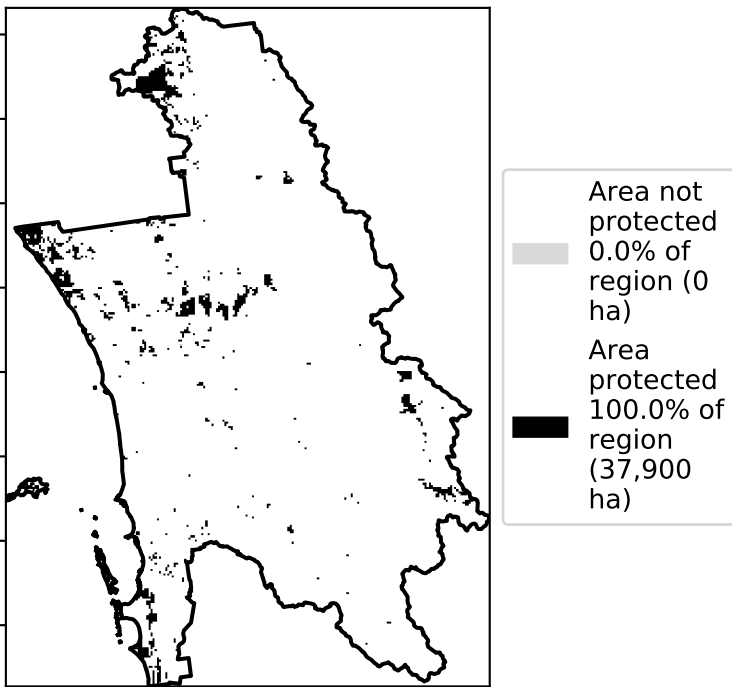 Area not
protected
0.0% of
region (0
ha)
Area
protected
100.0% of
region
(37,900
ha)